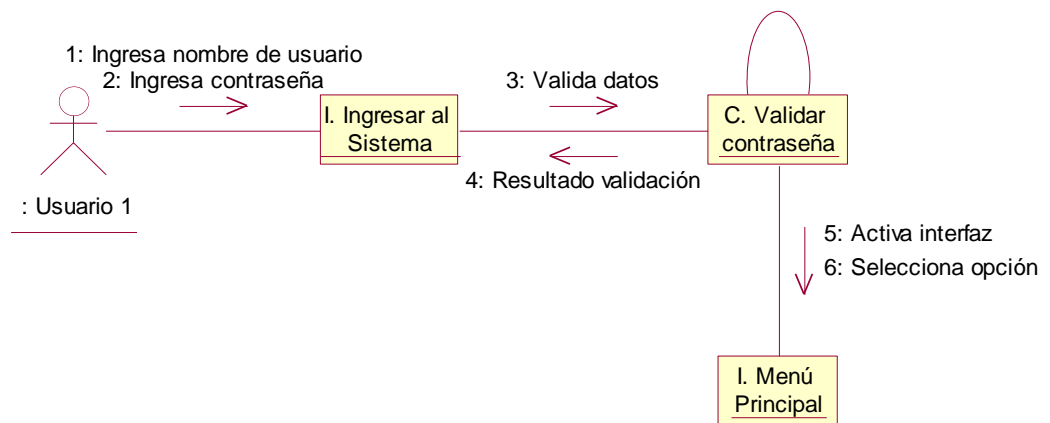 1: Ingresa nombre de usuario
2: Ingresa contraseña
3: Valida datos
I. Ingresar al
Sistema
C. Validar
contraseña
4: Resultado validación
: Usuario 1
5: Activa interfaz
6: Selecciona opción
I. Menú
Principal